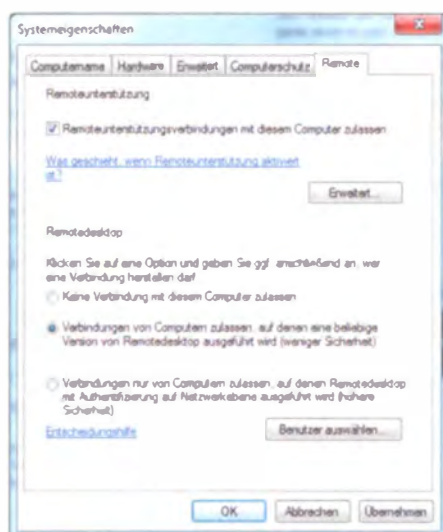 Systemeigenschaften
Computername Hardware Erweitert Computerschutz Remote
Remoteunterstützung
Remoteunterstützungsverbindungen mit diesem Computer zulassen
Was geschieht, wenn Remoteunterstützung aktiviert
ist?
Erweitert...
Remotedesktop
Klicken Sie auf eine Option und geben Sie ggf. anschließend an, wer
eine Verbindung herstellen darf
Keine Verbindung mit diesem Computer zulassen
Verbindungen von Computern zulassen, auf denen eine beliebige
Version von Remotedesktop ausgeführt wird (weniger Sicherheit)
Verbindungen nur von Computern zulassen, auf denen Remotedesktop
mit Authentifizierung auf Netzwerkebene ausgeführt wird (höhere
Sicherheit)
Entscheidungshilfe
Benutzer auswählen...
OK Abbrechen Übernehmen